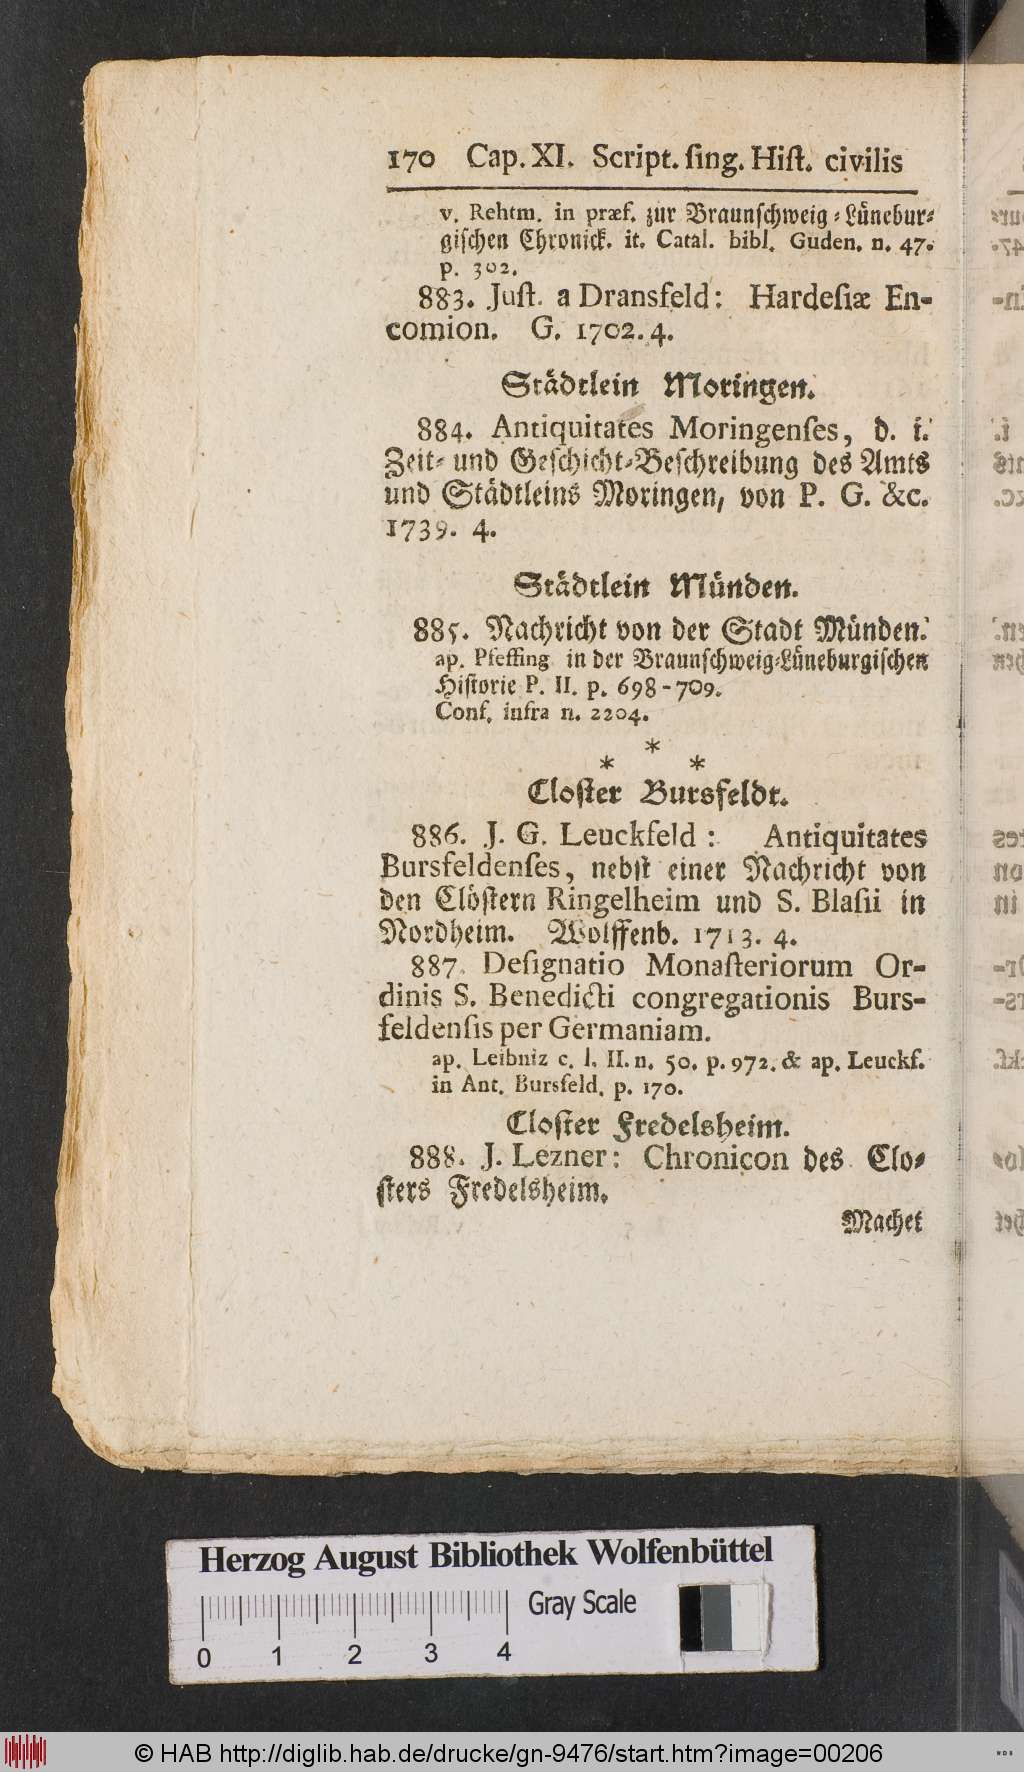 170 Cap. XI. Script. ſing. Hiſt. civilis
v. Rehtm. in præf. zur Braunſchweig-Lünebur-
giſchen Chronick. it. Catal. bibl. Guden. n. 47.
p. 302.
883. Juſt. a Dransfeld: Hardeſiæ En-
comion. G. 1702. 4.
Städtlein Moringen.
884. Antiquitates Moringenſes, d. i.
Zeit- und Geſchicht-Beſchreibung des Amts
und Städtleins Moringen, von P. G. &c.
1739. 4.
Städtlein Münden.
885. Nachricht von der Stadt Münden.
ap. Pfeffing in der Braunſchweig-Lüneburgiſchen
Hiſtorie P. II. p. 698-709.
Conf. infra n. 2204.
*
* *
Cloſter Bursfeldt.
886. J. G. Leuckfeld: Antiquitates
Bursfeldenſes, nebſt einer Nachricht von
den Clöſtern Ringelheim und S. Blaſii in
Nordheim. Wolffenb. 1713. 4.
887. Deſignatio Monaſteriorum Or-
dinis S. Benedicti congregationis Burs-
feldenſis per Germaniam.
ap. Leibniz c. l. II. n. 50. p. 972. & ap. Leuckf.
in Ant. Bursfeld. p. 170.
Cloſter Fredelsheim.
888. J. Lezner: Chronicon des Clo-
ſters Fredelsheim.
Machet
Herzog August Bibliothek Wolfenbüttel
Gray Scale
0 1 2 3 4
© HAB http://diglib.hab.de/drucke/gn-9476/start.htm?image=00206